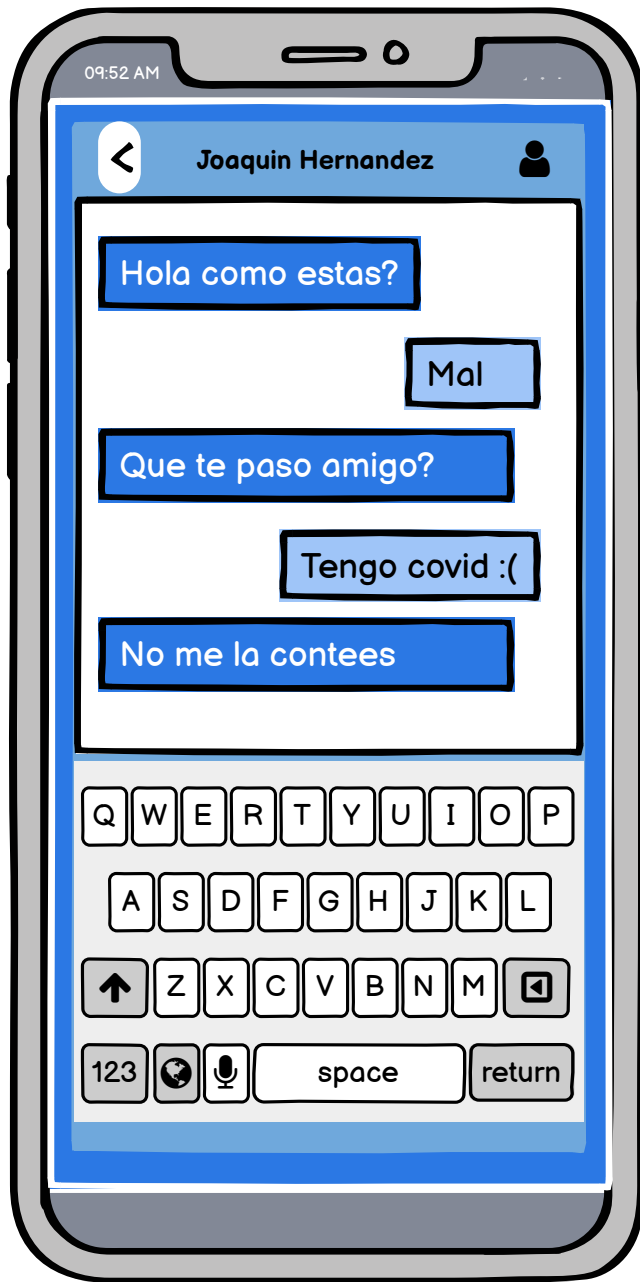 09:52 AM
Joaquin Hernandez
Hola como estas?
Mal
Que te paso amigo?
Tengo covid :(
No me la contees
Q W E R T Y U I O P
A S D F G H J K L
Z X C V B N M
123 space return